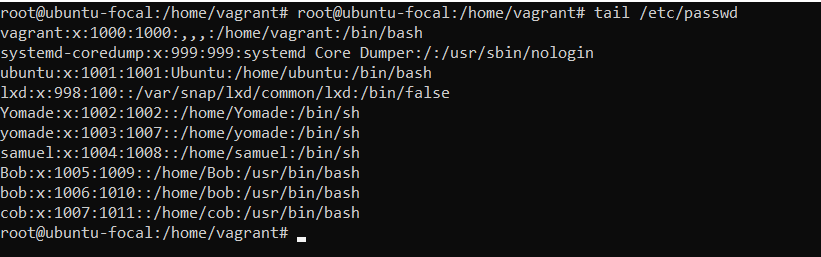 root@ubuntu-focal:/home/vagrant# root@ubuntu-focal:/home/vagrant# tail /etc/passwd
vagrant:x:1000:1000:,,,:/home/vagrant:/bin/bash
systemd-coredump:x:999:999:systemd Core Dumper:/:/usr/sbin/nologin
ubuntu:x:1001:1001:Ubuntu:/home/ubuntu:/bin/bash
lxd:x:998:100::/var/snap/lxd/common/lxd:/bin/false
Yomade:x:1002:1002::/home/Yomade:/bin/sh
yomade:x:1003:1007::/home/yomade:/bin/sh
samuel:x:1004:1008::/home/samuel:/bin/sh
Bob:x:1005:1009::/home/Bob:/usr/bin/bash
bob:x:1006:1010::/home/bob:/usr/bin/bash
cob:x:1007:1011::/home/cob:/usr/bin/bash
root@ubuntu-focal:/home/vagrant#